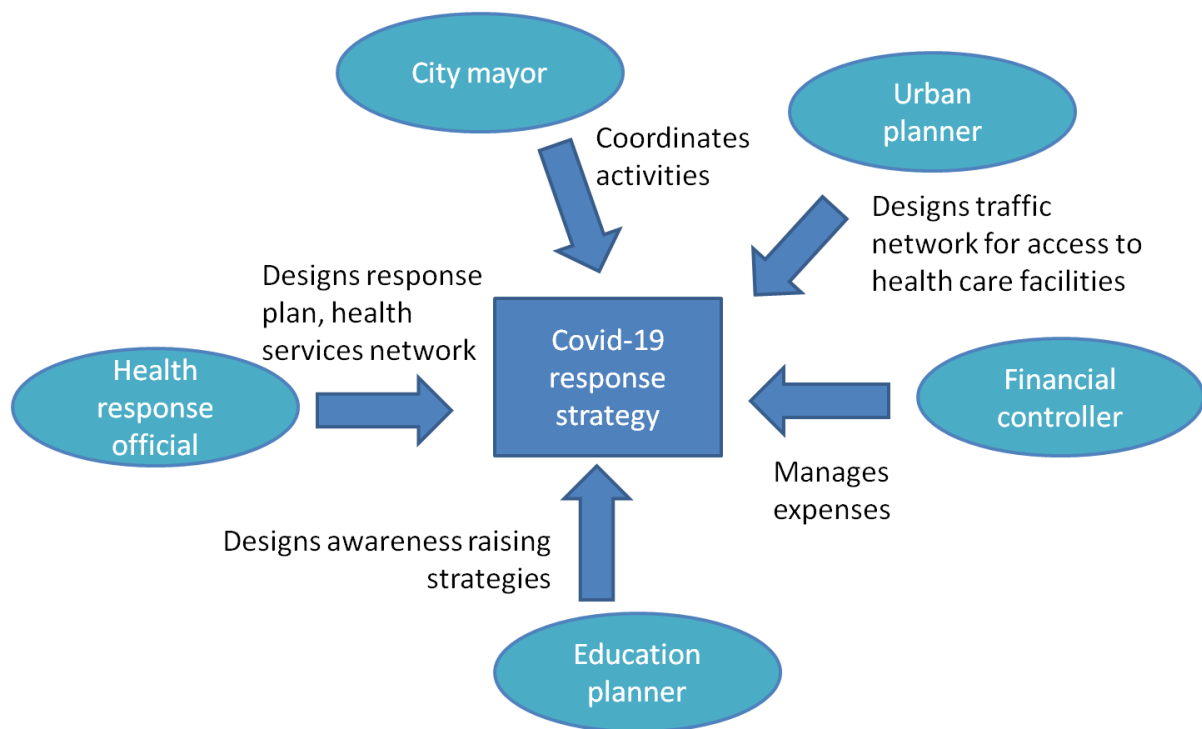 City mayor
Urban
planner
Coordinates
activities
Designs traffic
network for access to
health care facilities
Designs response
plan, health
services network
Covid-19
response
strategy
Health
response
official
Financial
controller
Manages
expenses
Designs awareness raising
strategies
Education
planner